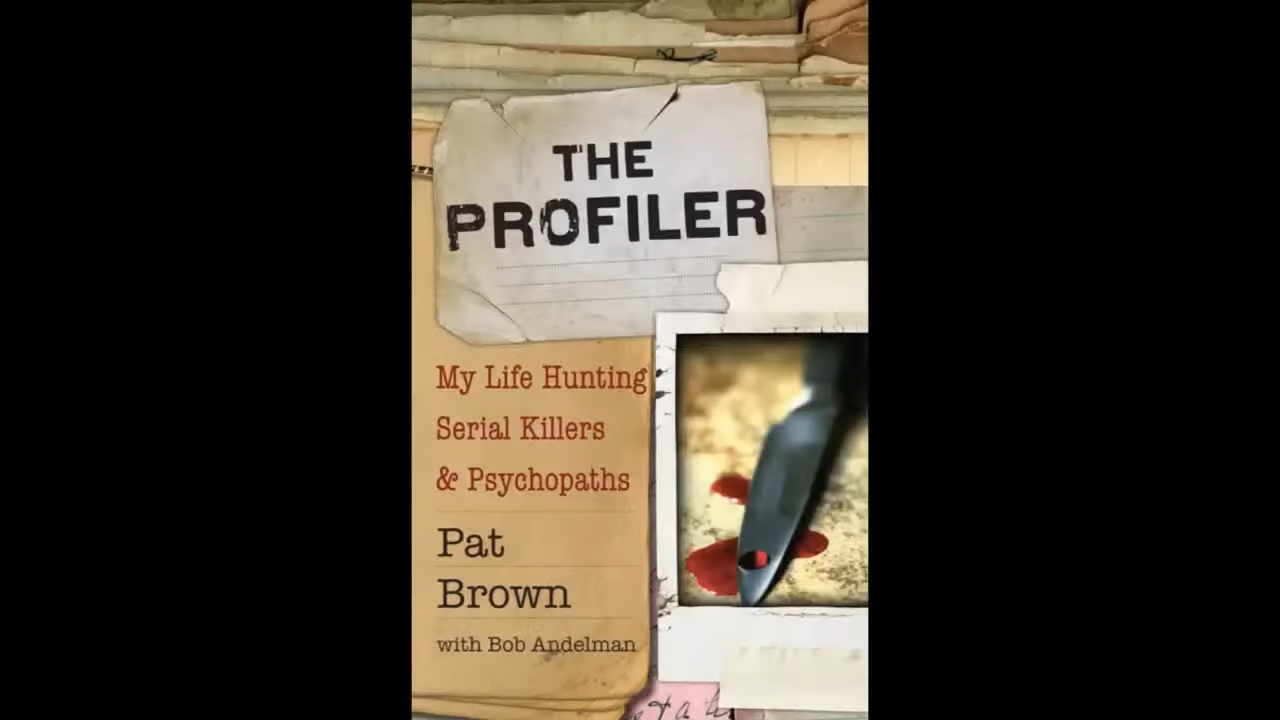 THE
PROFILER
My Life Hunting
Serial Killers
& Psychopaths
Pat
Brown
with Bob Andelman